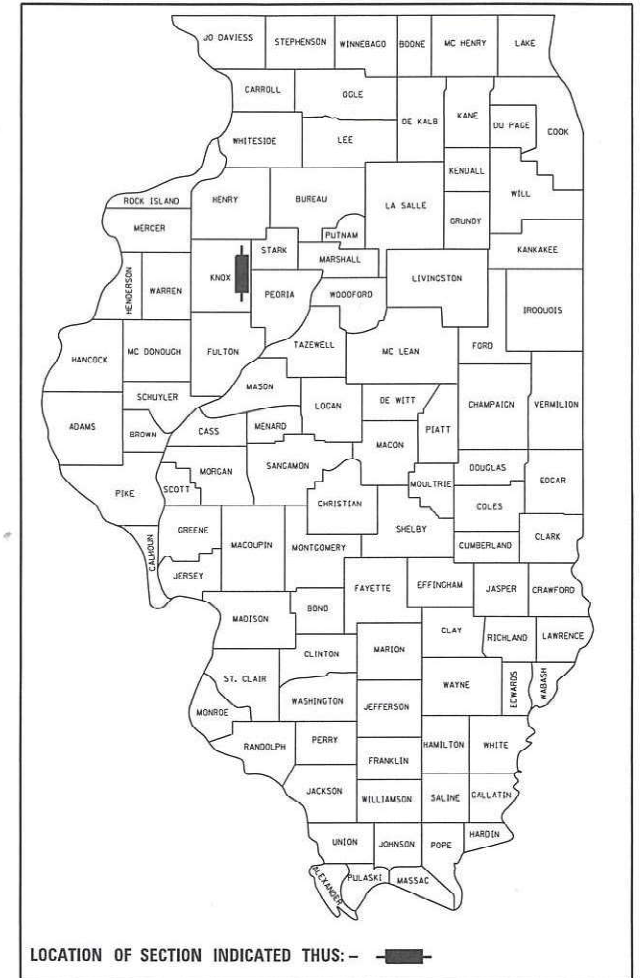 JO DAVIESS STEPHENSON WINNEBAGO BOONE MC HENRY LAKE
CARROLL OGLE
DE KALB KANE DU PAGE COOK
WHITESIDE LEE
KENDALL
WILL
ROCK ISLAND HENRY BUREAU LA SALLE
GRUNDY
MERCER PUTNAM
STARK KANKAKEE
MARSHALL
HENDERSON WARREN KNOX LIVINGSTON
PEORIA WOODFORD
IROQUOIS
HANCOCK MC DONOUGH FULTON TAZEWELL MC LEAN FORD
MASON
SCHUYLER LOGAN DE WITT CHAMPAIGN VERMILION
ADAMS BROWN CASS MENARD PIATT
MACON
MORGAN SANGAMON DOUGLAS
PIKE SCOTT MOULTRIE EDGAR
CHRISTIAN COLES
SHELBY
GREENE MACOUPIN MONTGOMERY CUMBERLAND CLARK
CALHOUN
JERSEY FAYETTE EFFINGHAM JASPER CRAWFORD
MADISON BOND
CLAY RICHLAND LAWRENCE
CLINTON MARION
ST. CLAIR WAYNE EDWARDS WABASH
WASHINGTON JEFFERSON
MONROE
RANDOLPH PERRY HAMILTON WHITE
FRANKLIN
JACKSON WILLIAMSON SALINE GALLATIN
UNION JOHNSON POPE HARDIN
ALEXANDER PULASKI MASSAC
LOCATION OF SECTION INDICATED THUS: –